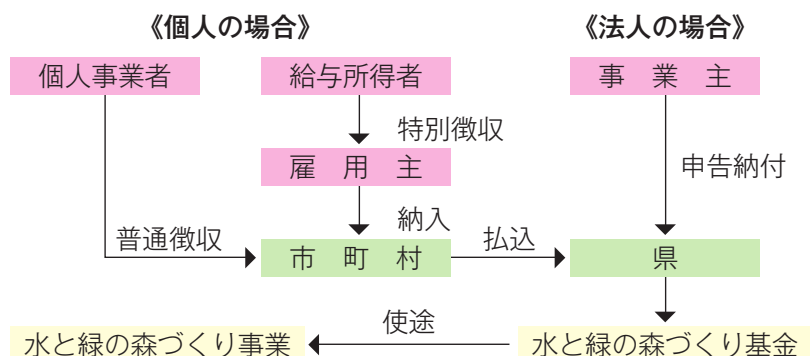 《個人の場合》
《法人の場合》
個人事業者
給与所得者
事業主
特別徴収
雇用主
申告納付
納入
普通徴収
払込
市町村
県
使途
水と緑の森づくり事業
水と緑の森づくり基金